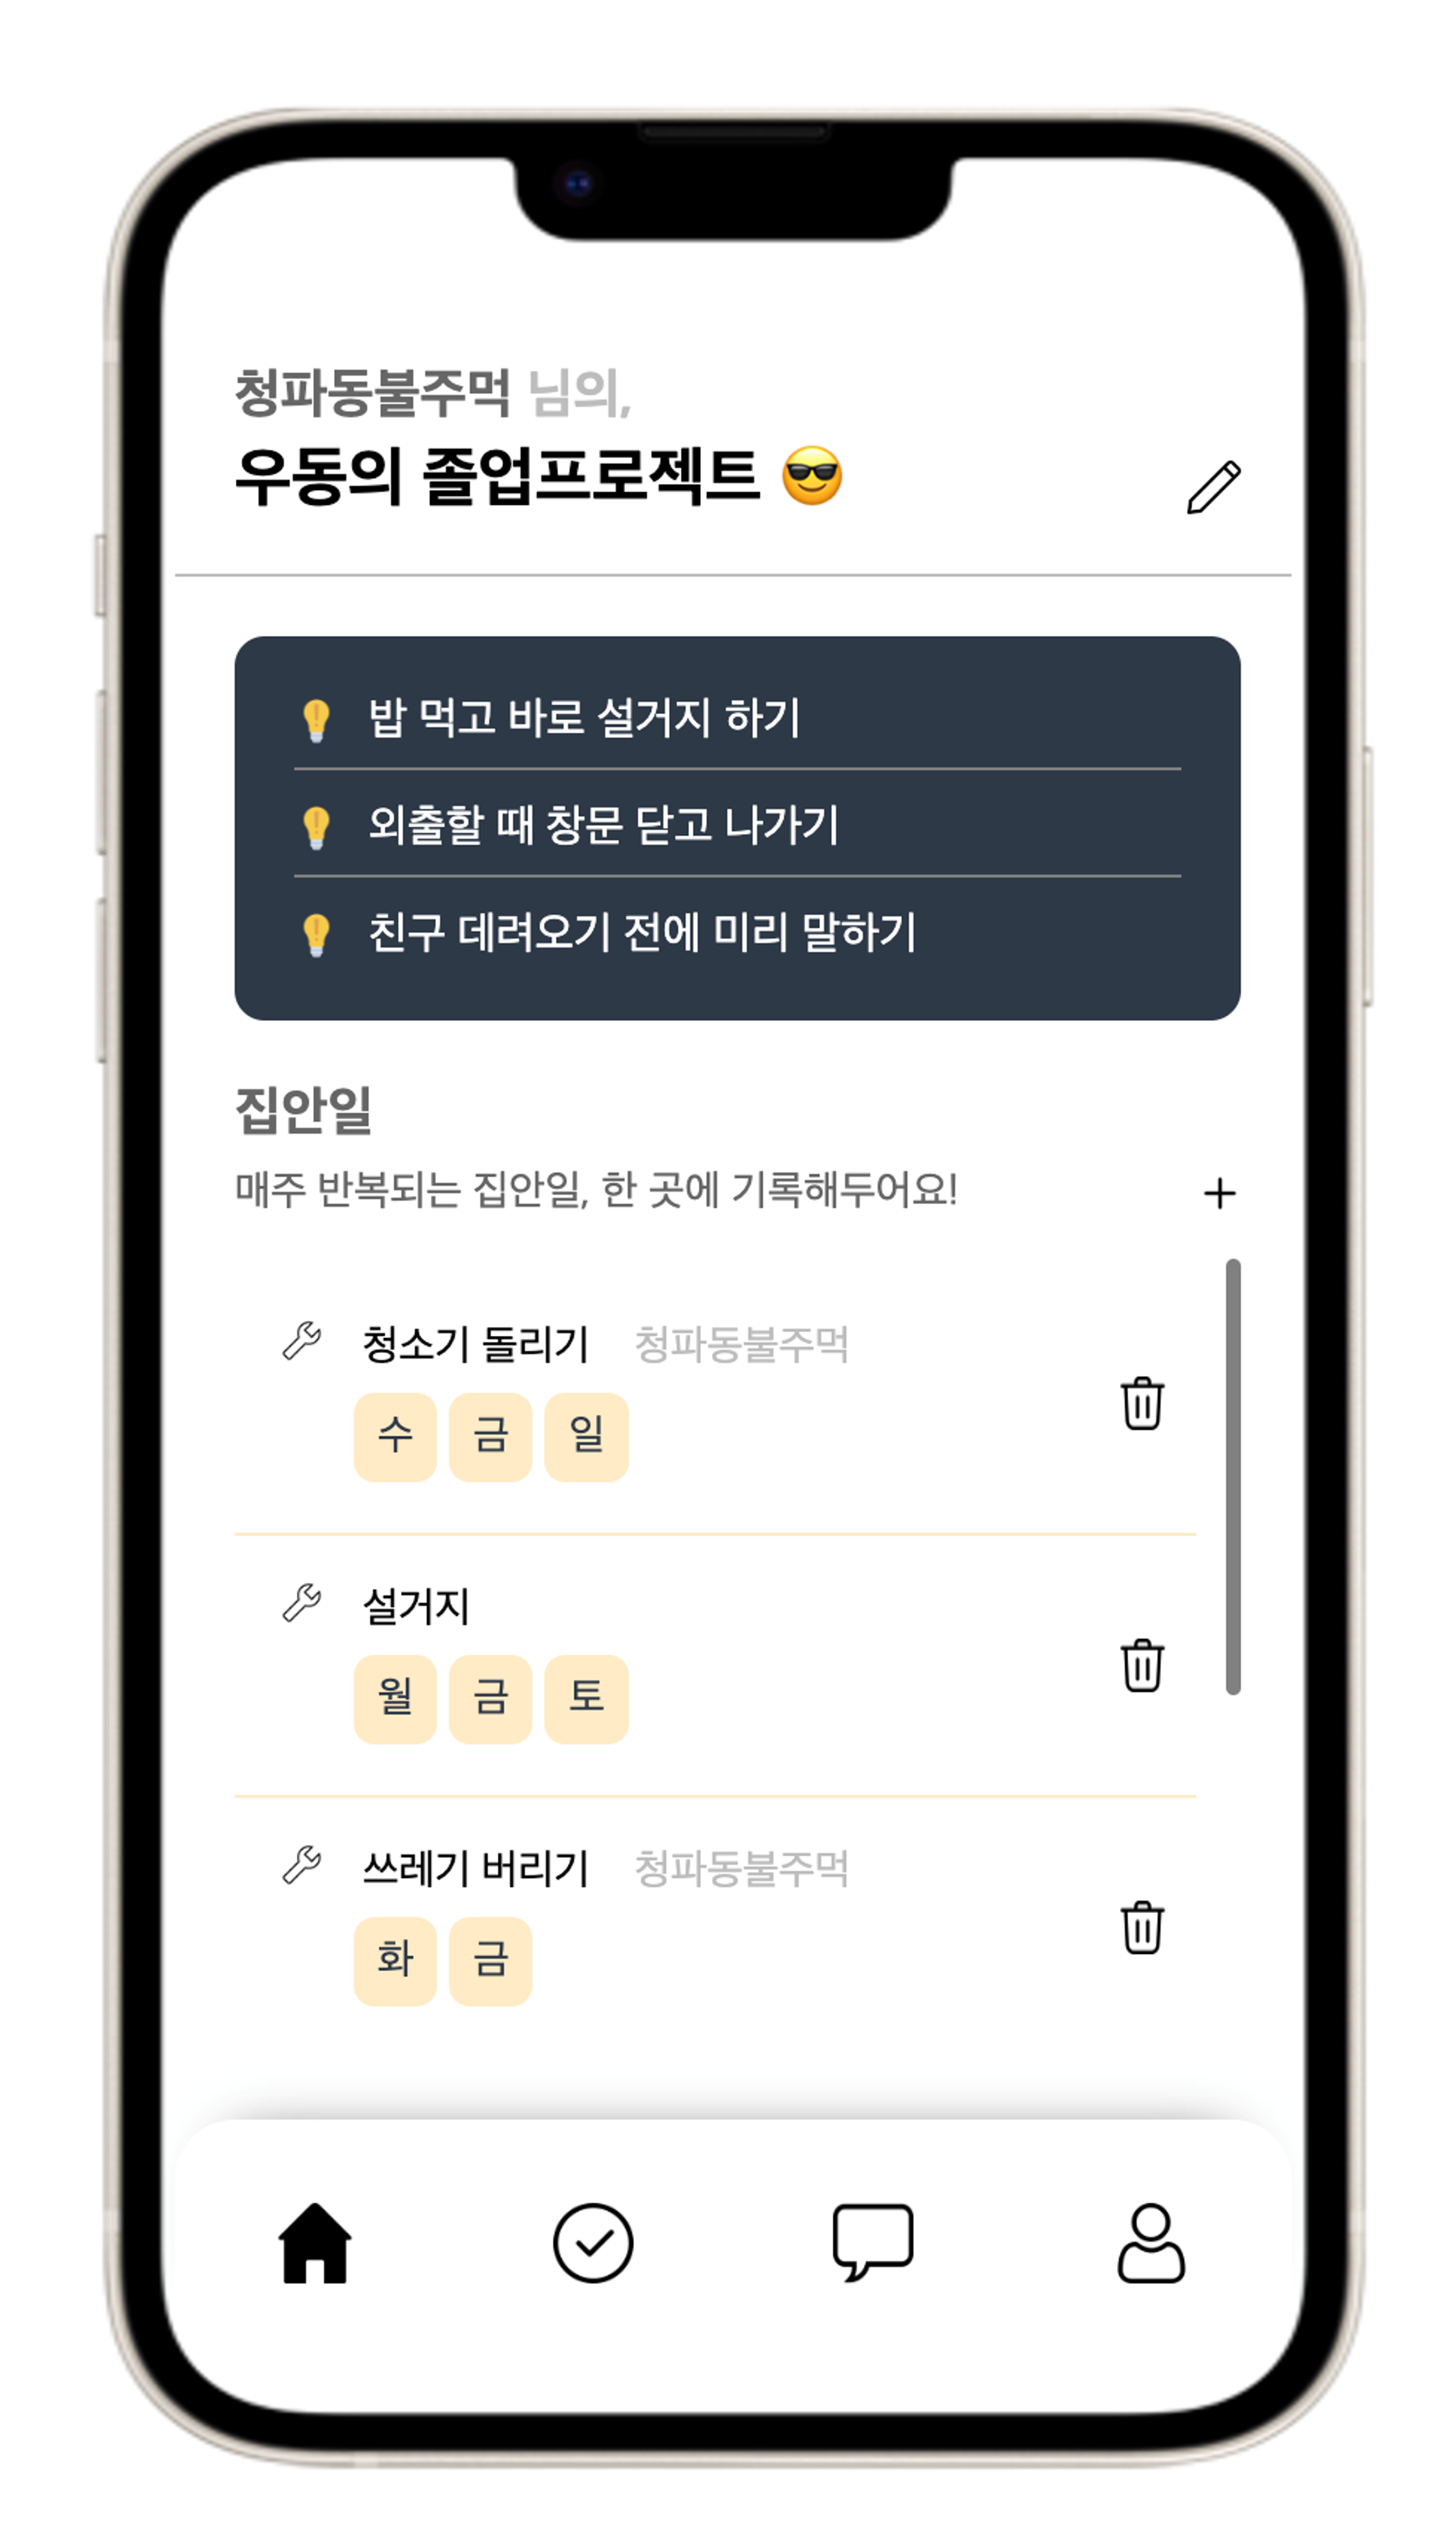 청파동불주먹 님의,
우동의 졸업프로젝트 😎
밥 먹고 바로 설거지 하기
외출할 때 창문 닫고 나가기
친구 데려오기 전에 미리 말하기
집안일
매주 반복되는 집안일, 한 곳에 기록해두어요!
청소기 돌리기 청파동불주먹
수 금 일
설거지
월 금 토
쓰레기 버리기 청파동불주먹
화 금